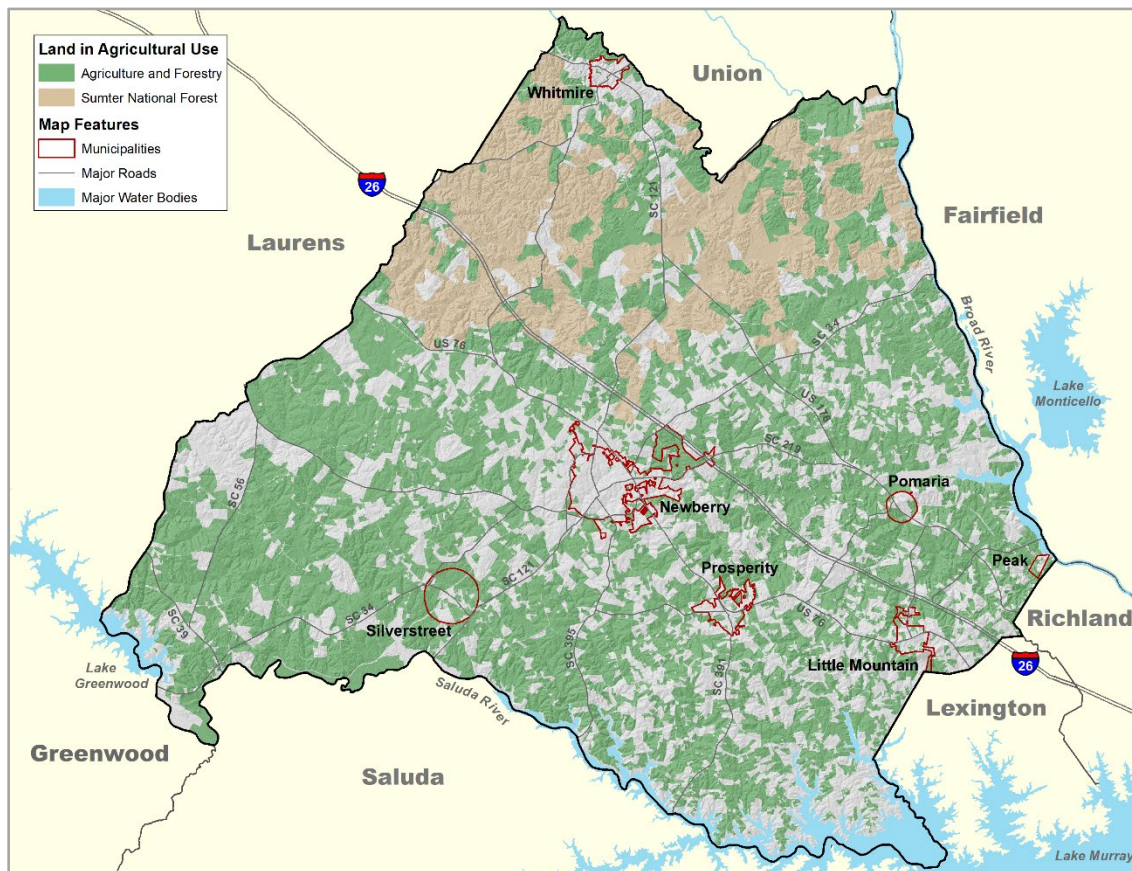 Land in Agricultural Use
Agriculture and Forestry
Sumter National Forest
Map Features
Municipalities
Major Roads
Major Water Bodies
Union
Whitmire
26
SC 121
Laurens
Fairfield
Broad River
Lake
Monticello
US 76
SC 34
US 176
SC 219
Pomaria
SC 56
Newberry
Peak
Prosperity
Richland
SC 121
SC 34
Silverstreet
US 76
SC 395
SC 39
SC 391
Little Mountain
26
Lake
Greenwood
Saluda River
Lexington
Greenwood
Saluda
Lake Murray